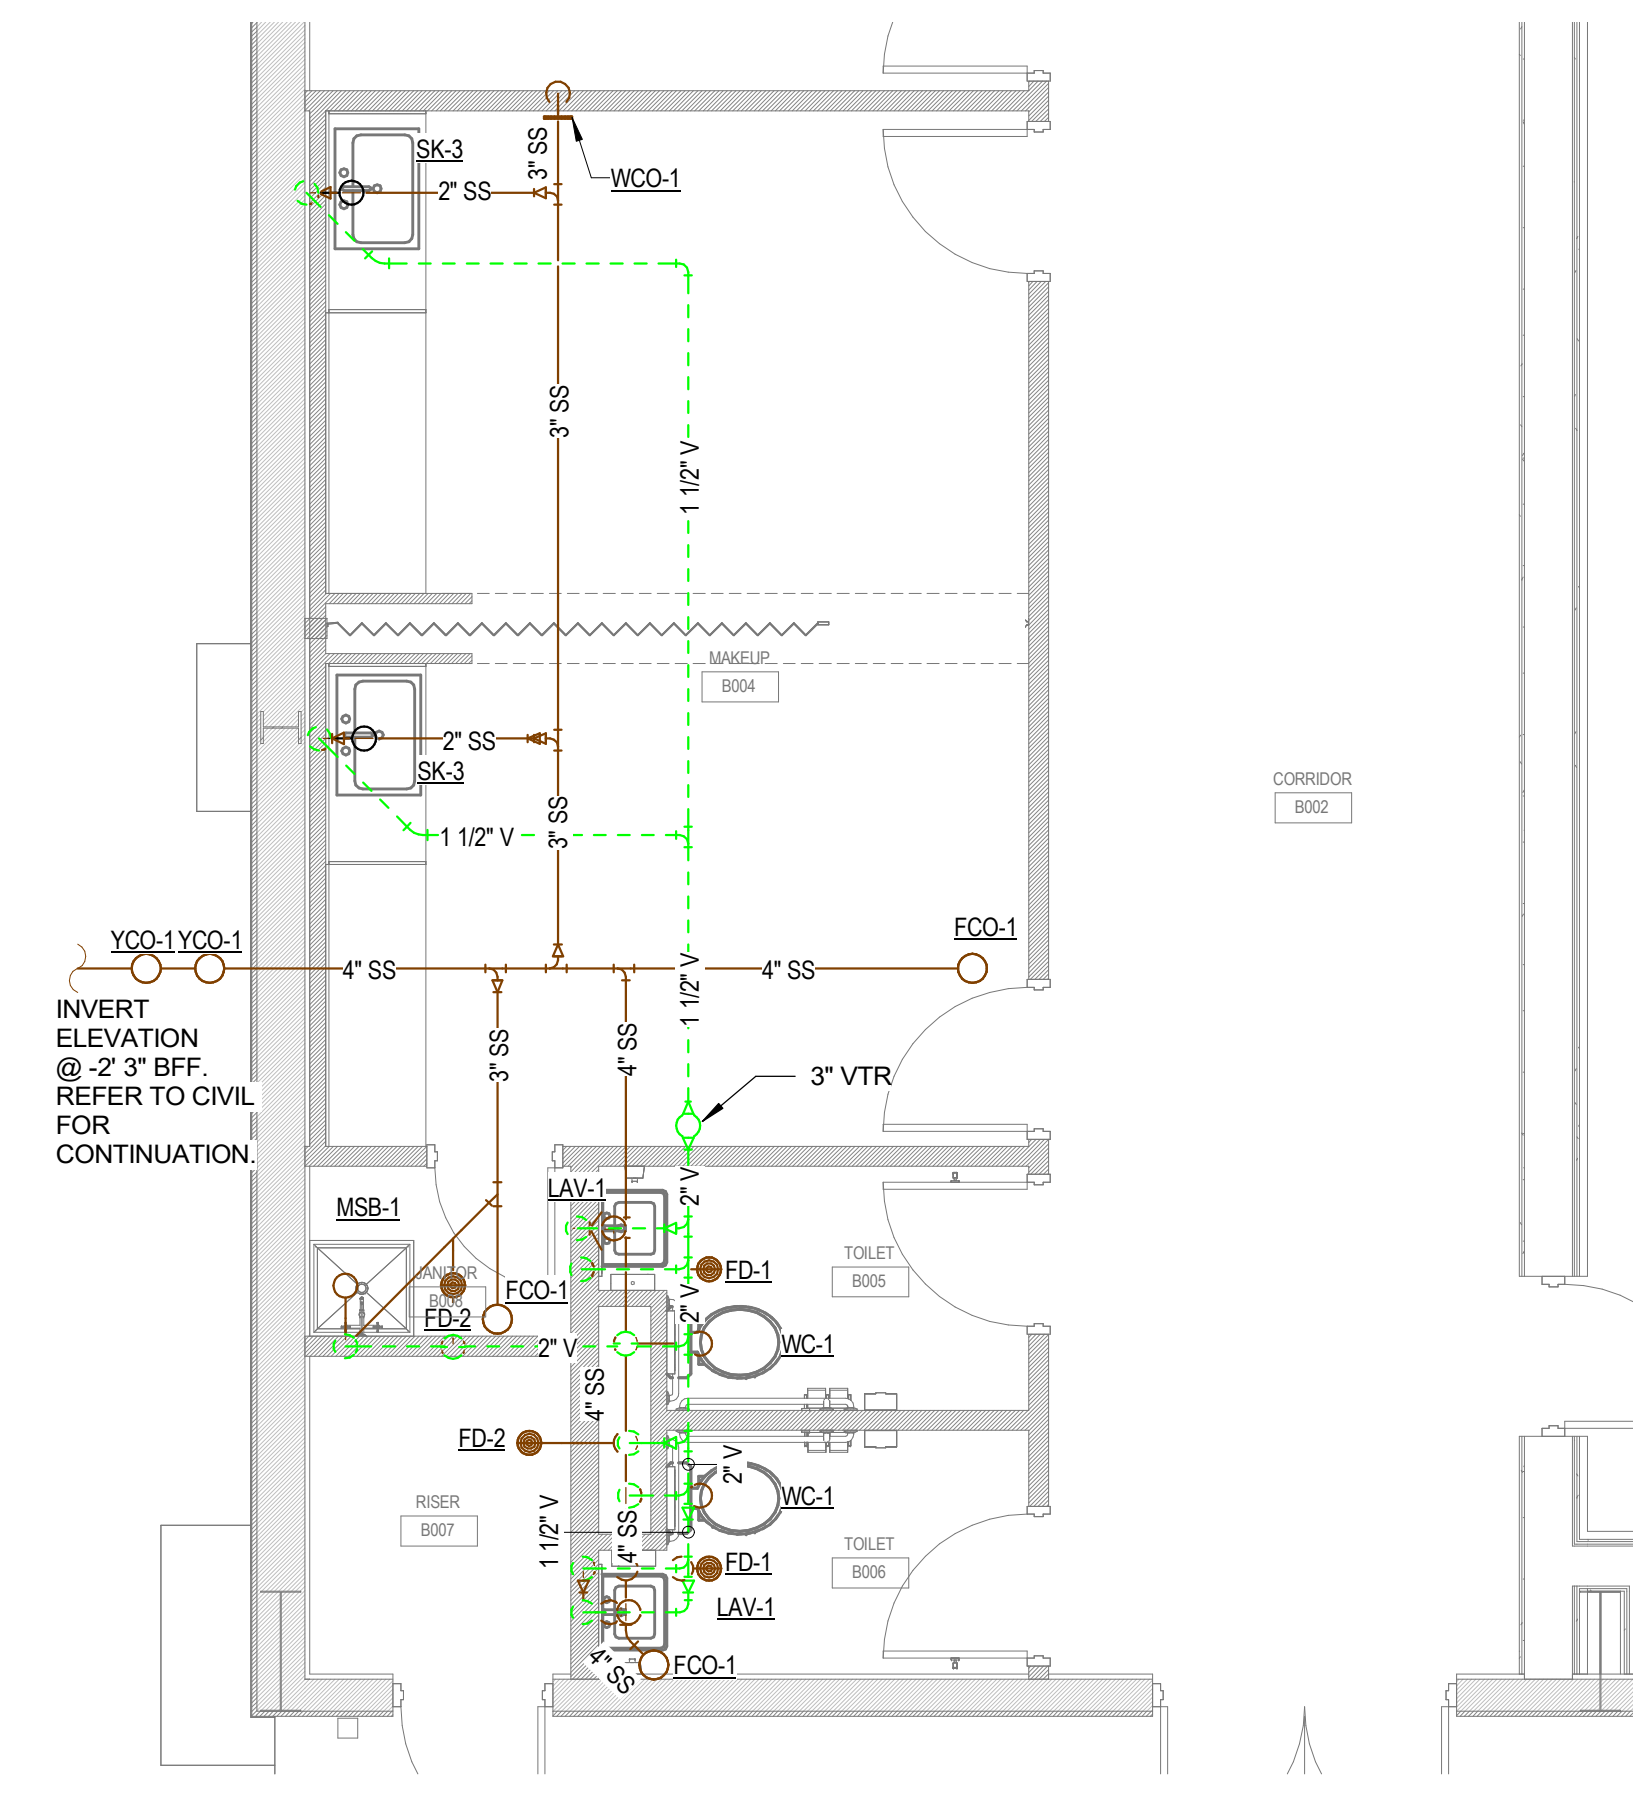 SK-3
3" SS
WCO-1
2" SS
3" SS
1 1/2" V
MAKEUP
B004
2" SS
SK-3
CORRIDOR
B002
3" SS
1 1/2" V
YCO-1 YCO-1
FCO-1
4" SS
4" SS
1 1/2" V
INVERT
ELEVATION
@ -2' 3" BFF.
REFER TO CIVIL
FOR
CONTINUATION.
3" SS
4" SS
3" VTR
LAV-1
2" V
MSB-1
TOILET
B005
FD-1
JANITOR
B008
FCO-1
FD-2
2" V
2" V
WC-1
4" SS
FD-2
2" V
RISER
B007
WC-1
1 1/2" V
4" SS
TOILET
B006
FD-1
LAV-1
4" SS
FCO-1